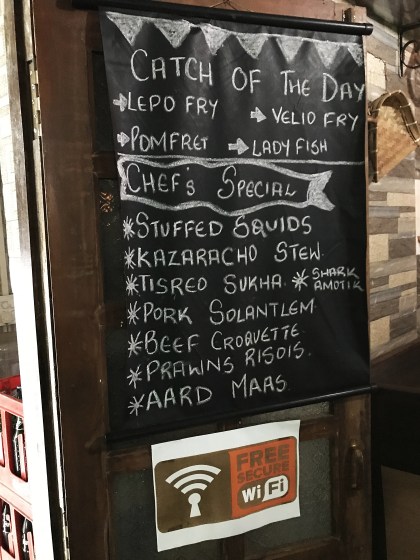 CATCH OF THE DAY
LEPO FRY
VELIO FRY
POMFRET
LADY FISH
CHEF's SPECIAL
STUFFED SQUIDS
KAZARACHO STEW
TISREO SUKHA
SHARK AMOTIK
PORK SOLANTLEM
BEEF CROQUETTE
PRAWNS RISOIS.
AARD MAAS
FREE
SECURE
WiFi